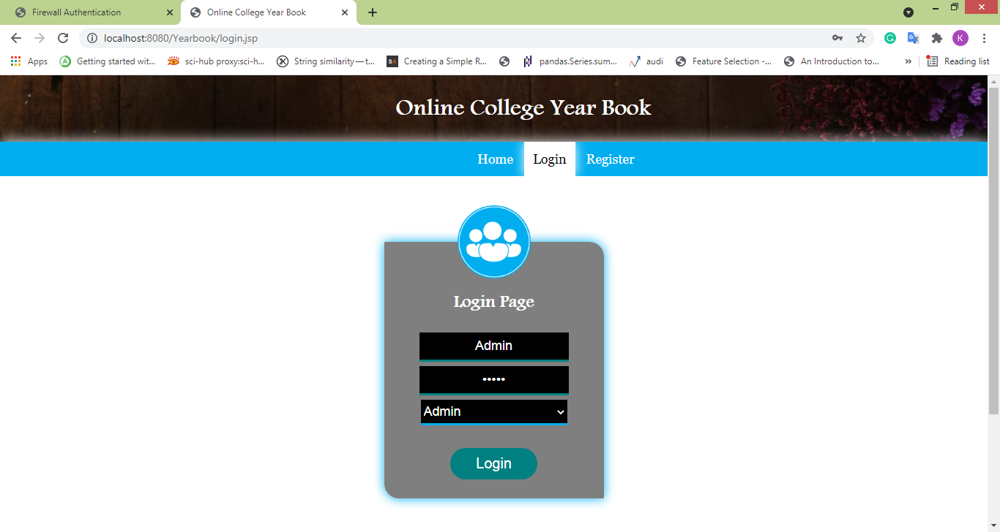 Firewall Authentication
Online College Year Book
localhost:8080/Yearbook/login.jsp
K
Apps
Getting started wit...
sci-hub proxy:sci-h...
String similarity — t...
SA
Creating a Simple R...
pandas.Series.sum...
audi
Feature Selection -...
An Introduction to...
»
Reading list
Online College Year Book
Home
Login
Register
Login Page
Admin
•••••
Admin
Login